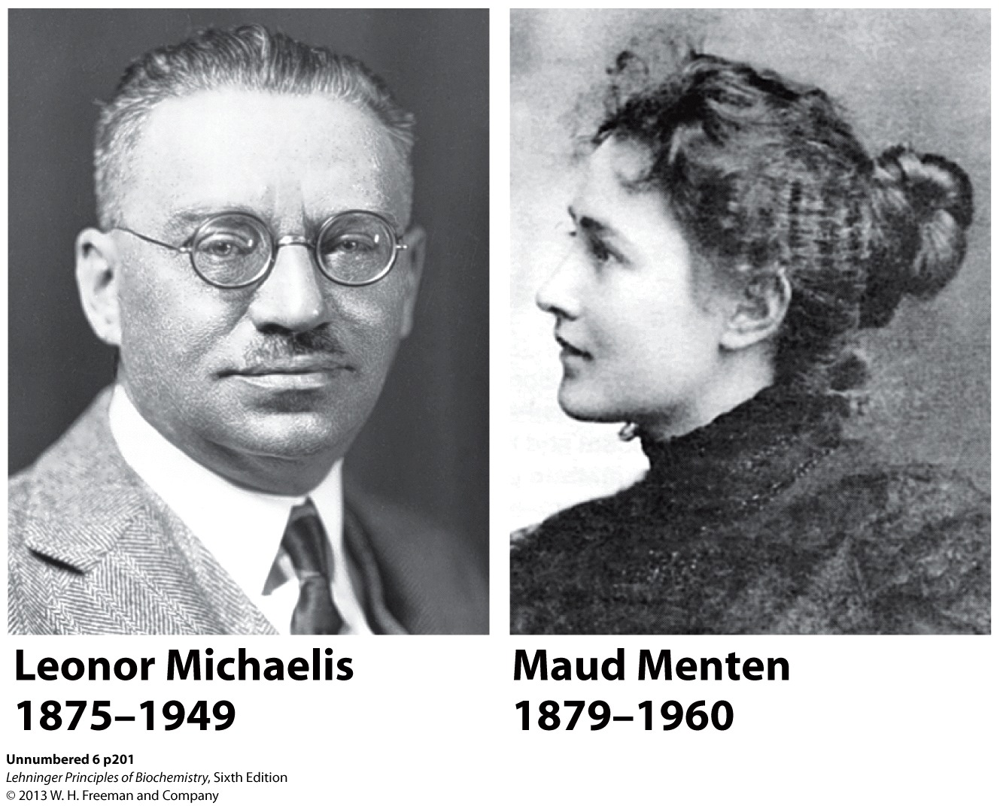 Leonor Michaelis
1875–1949
Maud Menten
1879–1960
Unnumbered 6 p201
Lehninger Principles of Biochemistry, Sixth Edition
© 2013 W. H. Freeman and Company